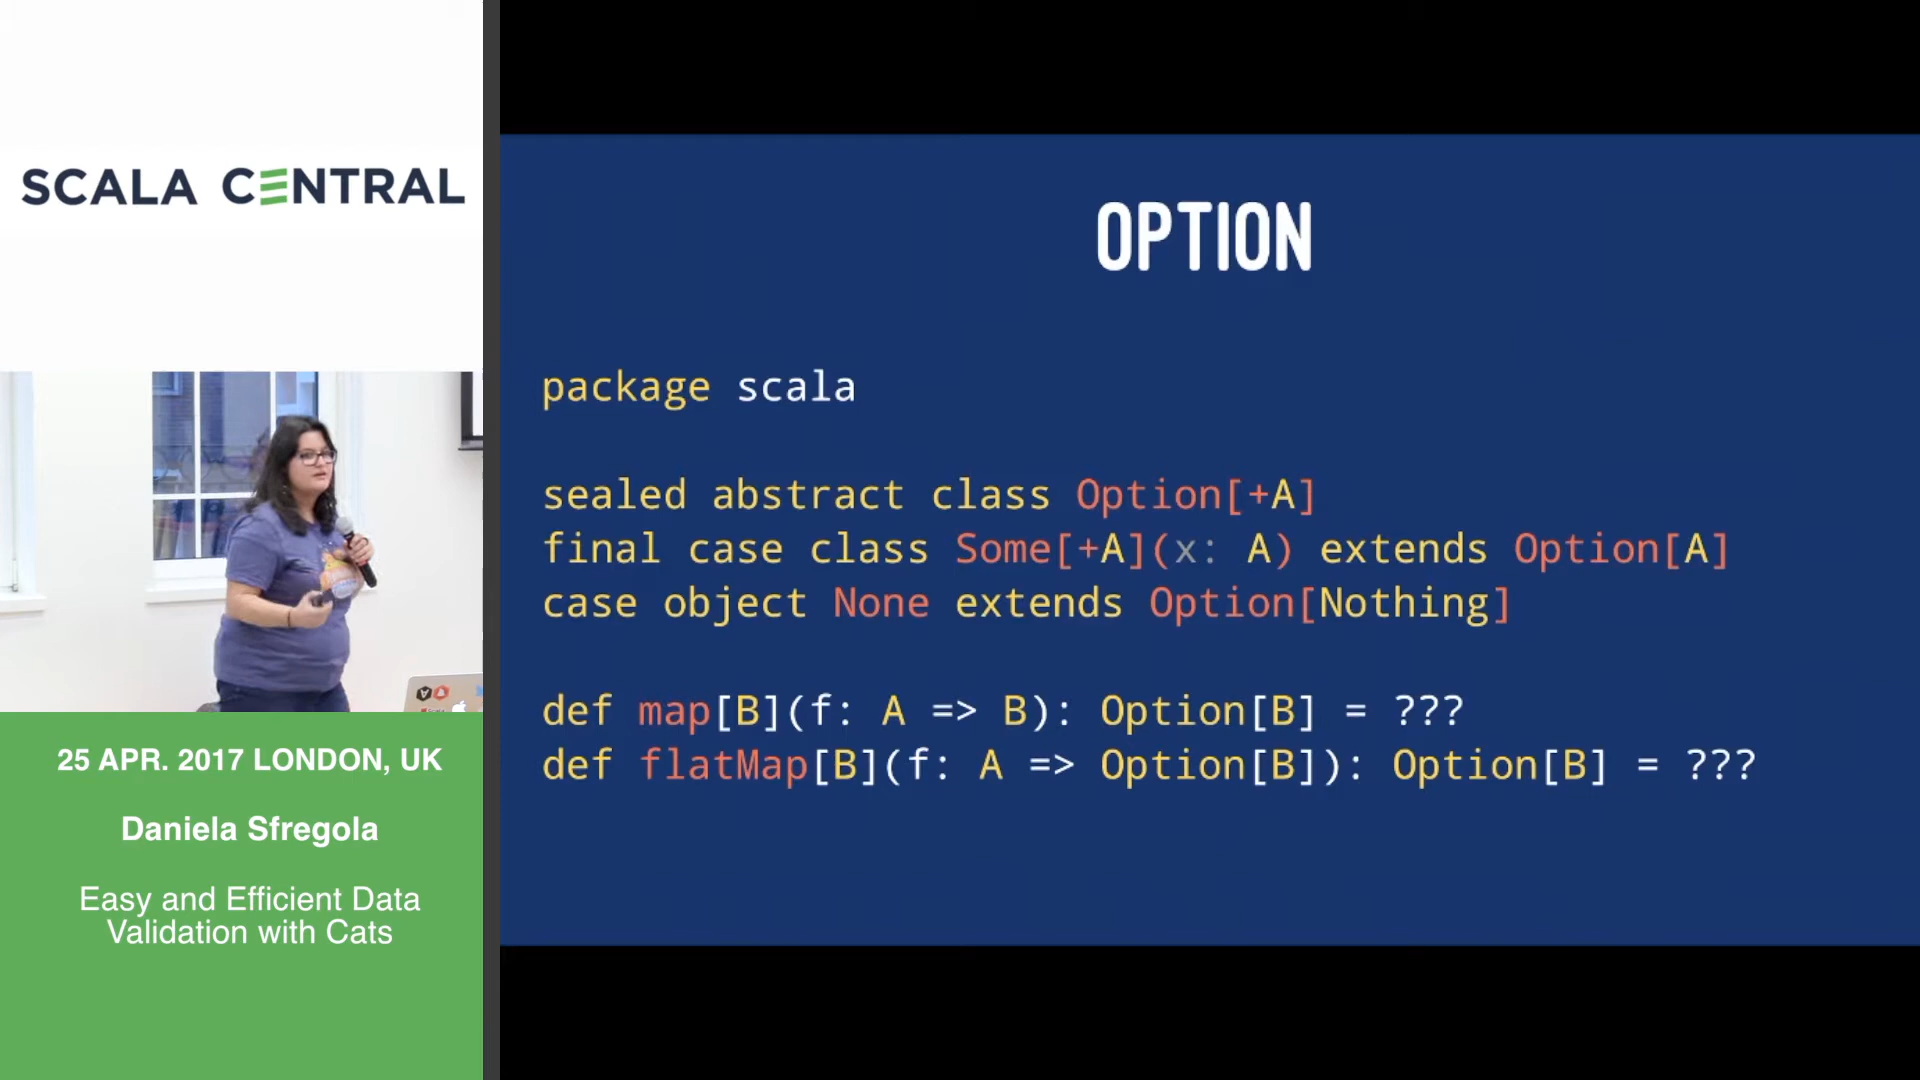 SCALA CENTRAL
25 APR. 2017 LONDON, UK
Daniela Sfregola
Easy and Efficient Data
Validation with Cats
OPTION
package scala
sealed abstract class Option[+A]
final case class Some[+A](x: A) extends Option[A]
case object None extends Option[Nothing]
def map[B](f: A => B): Option[B] = ???
def flatMap[B](f: A => Option[B]): Option[B] = ???